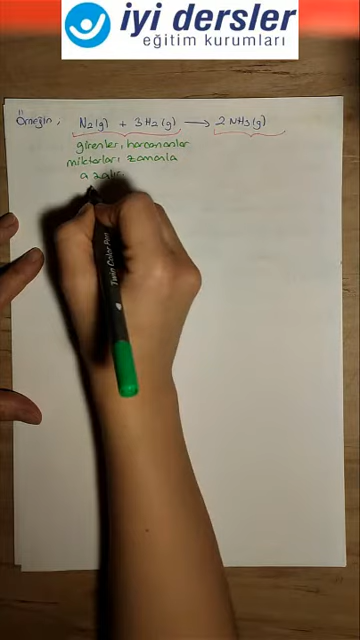 iyi dersler
eğitim kurumları
Örneğin, N₂(g) + 3H₂(g) ⟶ 2NH₃(g)
girenler, harcananlar
miktarları zamanla
azalır.